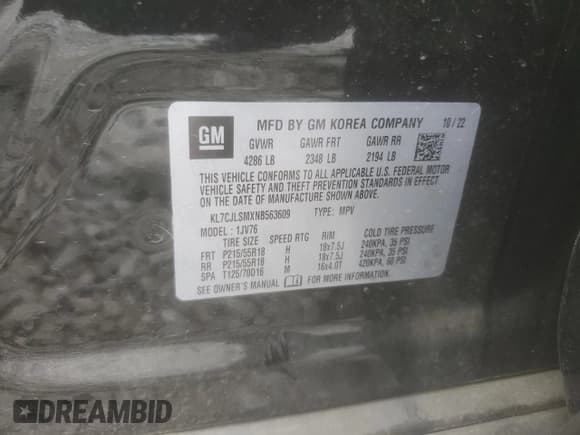 GM
MFD BY GM KOREA COMPANY 10/22
GVWR GAWR FRT GAWR RR
4286 LB 2348 LB 2194 LB
THIS VEHICLE CONFORMS TO ALL APPLICABLE U.S. FEDERAL MOTOR
VEHICLE SAFETY AND THEFT PREVENTION STANDARDS IN EFFECT
ON THE DATE OF MANUFACTURE SHOWN ABOVE.
KL7CJLSMXNB563609 TYPE: MPV
MODEL: 1JV76
TIRE SIZE SPEED RTG RIM COLD TIRE PRESSURE
FRT P215/55R18 H 18x7.5J 240KPA, 35 PSI
RR P215/55R18 H 18x7.5J 240KPA, 35 PSI
SPA T125/70D16 M 16x4.0T 420KPA, 60 PSI
SEE OWNER'S MANUAL FOR MORE INFORMATION.
DREAMBID